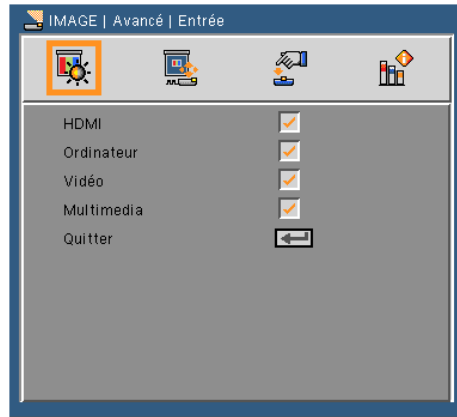 IMAGE | Avancé | Entrée
HDMI
Ordinateur
Vidéo
Multimedia
Quitter